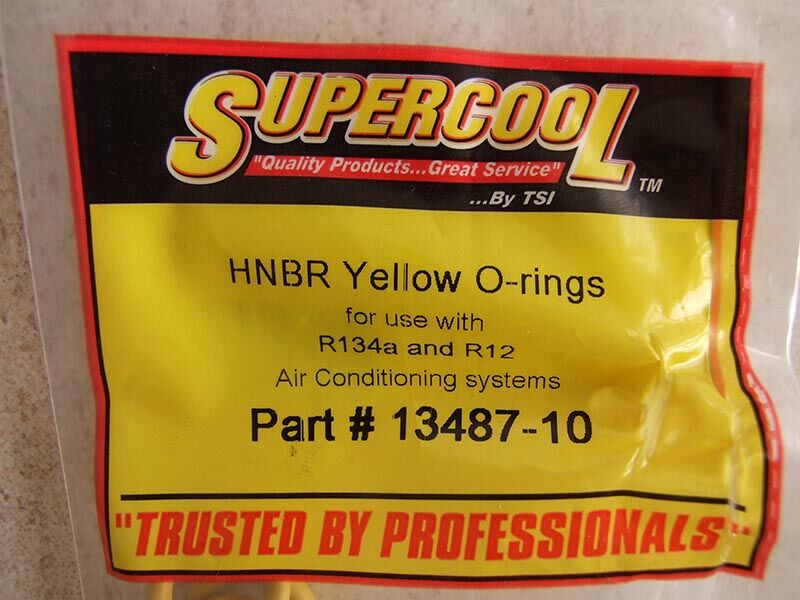 SUPERCOOL
"Quality Products...Great Service"
TM
...By TSI
HNBR Yellow O-rings
for use with
R134a and R12
Air Conditioning systems
Part # 13487-10
"TRUSTED BY PROFESSIONALS"